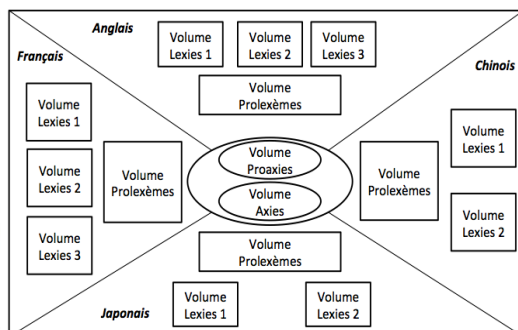 Anglais
Volume
Lexies 1
Volume
Lexies 2
Volume
Lexies 3
Volume
Prolexèmes
Français
Volume
Lexies 1
Volume
Lexies 2
Volume
Lexies 3
Volume
Prolexèmes
Volume
Proaxies
Volume
Axies
Chinois
Volume
Prolexèmes
Volume
Lexies 1
Volume
Lexies 2
Volume
Prolexèmes
Japonais
Volume
Lexies 1
Volume
Lexies 2